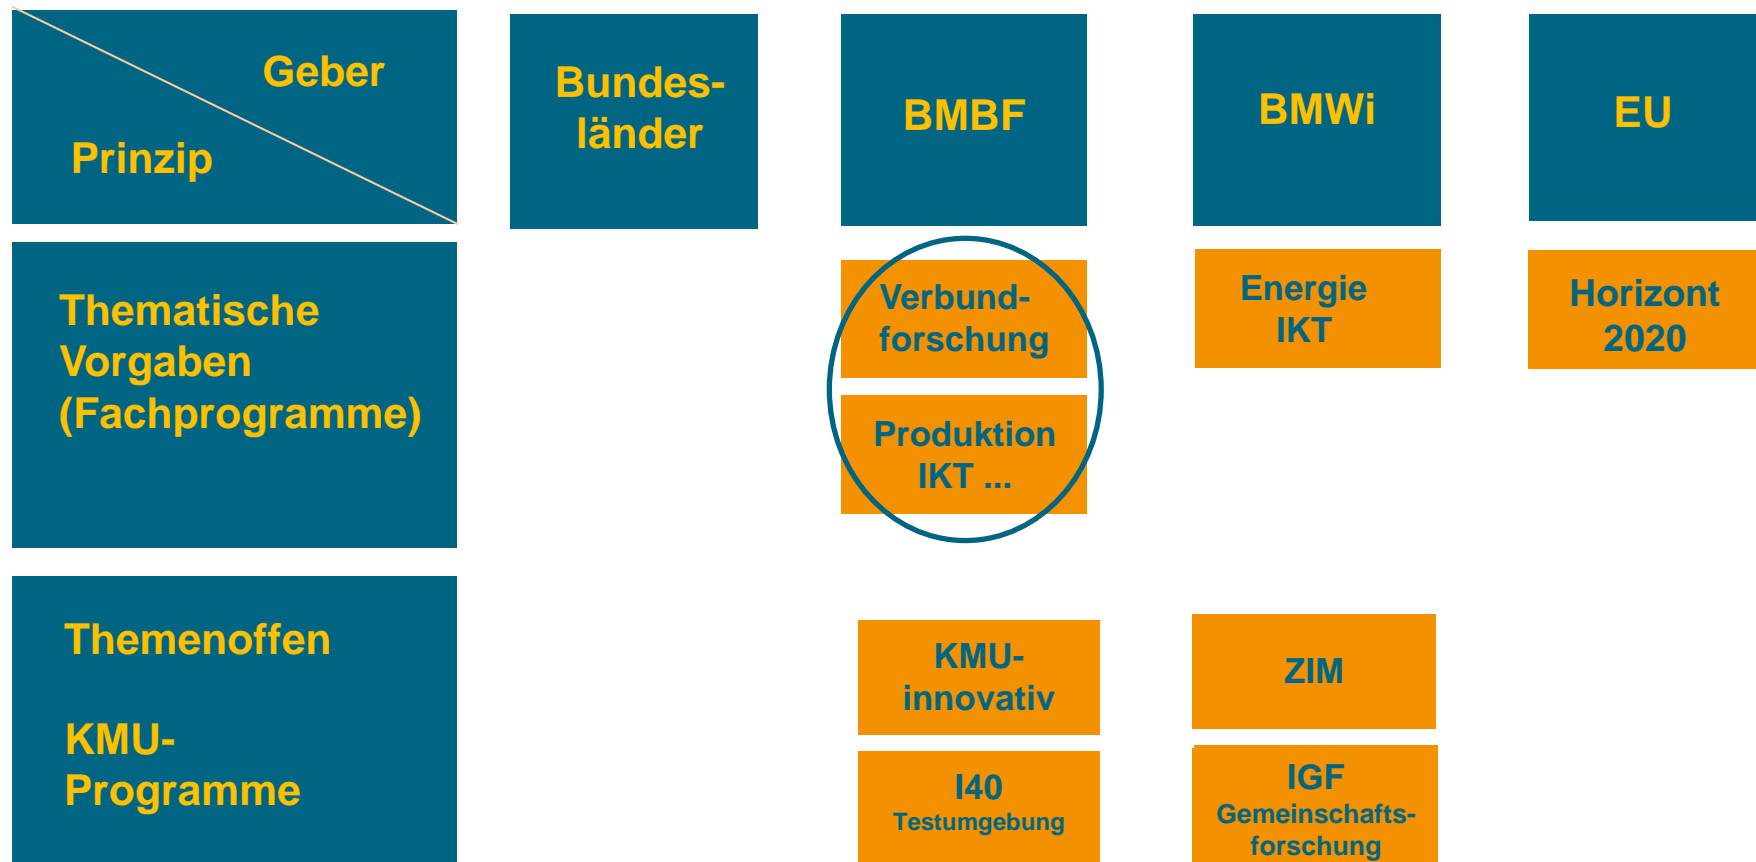 Geber
Prinzip
Bundes-
länder
BMBF
BMWi
EU
Thematische
Vorgaben
(Fachprogramme)
Verbund-
forschung
Produktion
IKT ...
Energie
IKT
Horizont
2020
Themenoffen
KMU-
Programme
KMU-
innovativ
I40
Testumgebung
ZIM
IGF
Gemeinschafts-
forschung